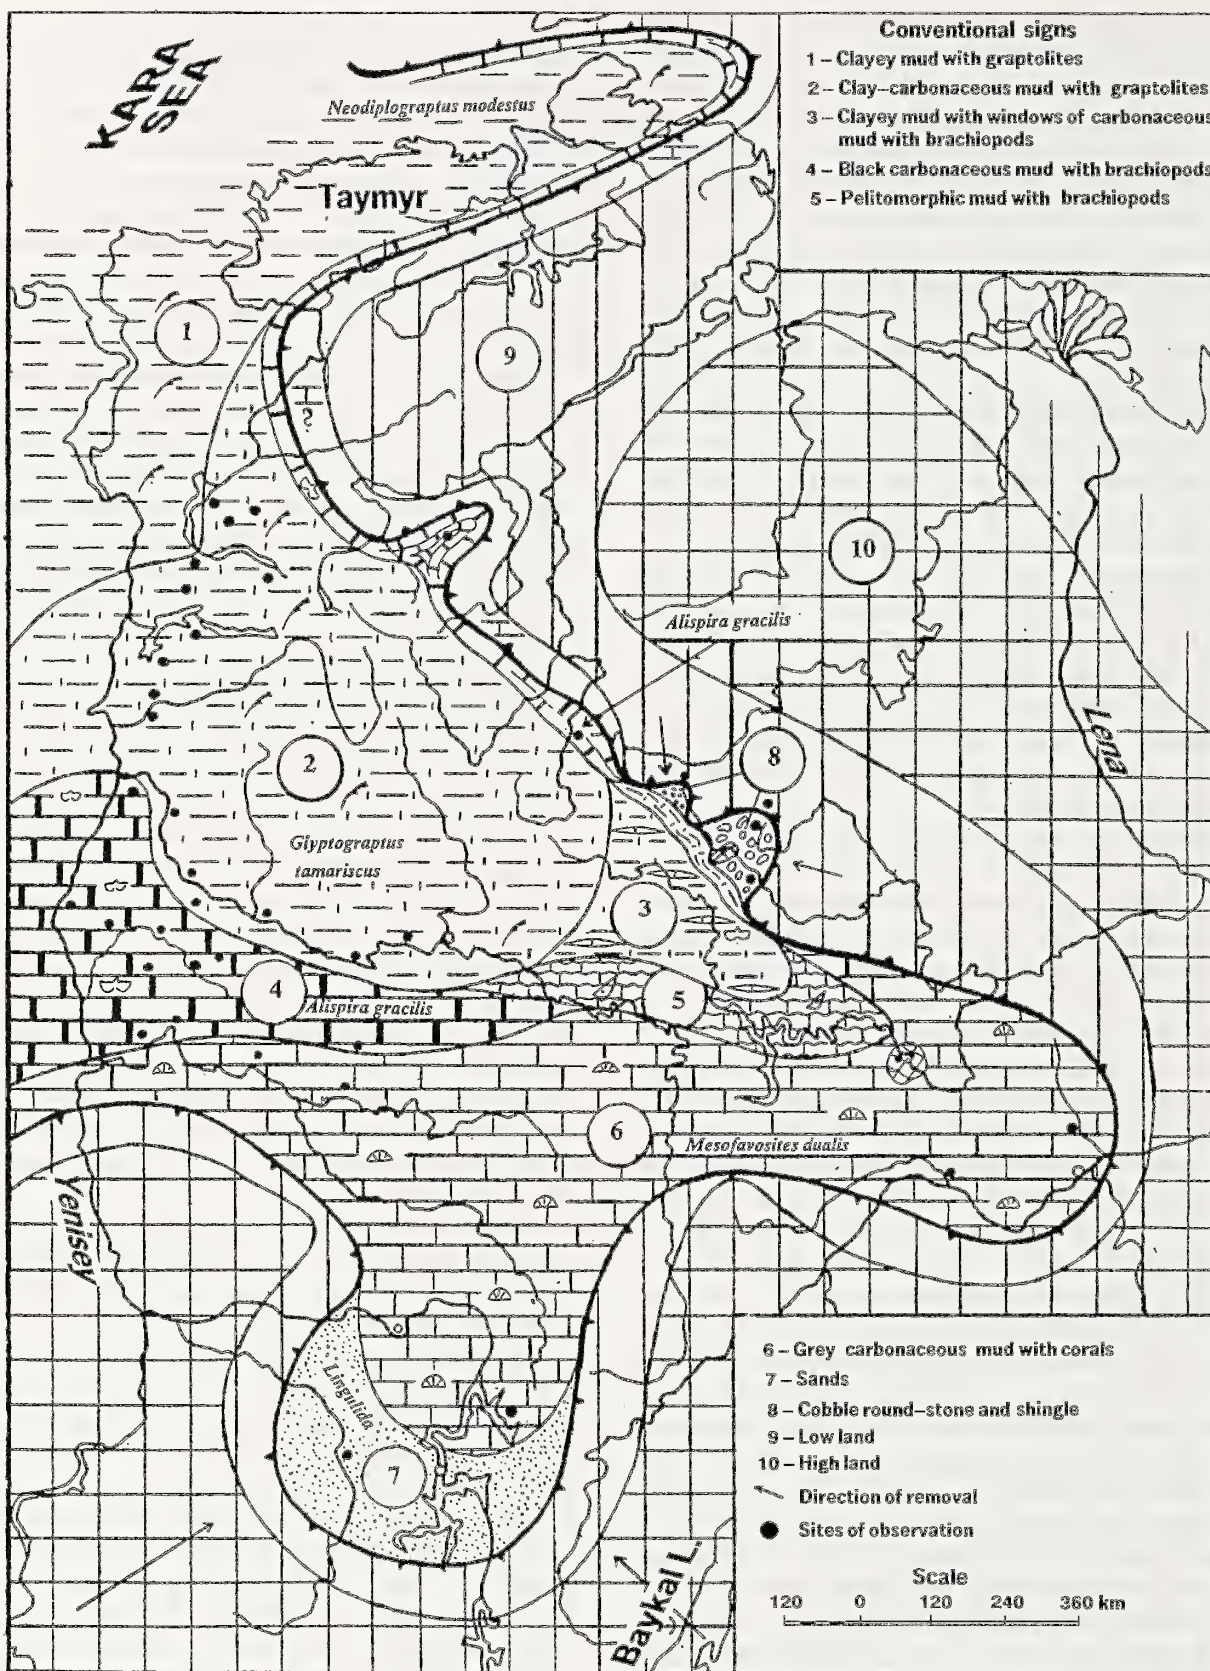 KARA
SEA
Conventional signs
1 – Clayey mud with graptolites
2 – Clay–carbonaceous mud with graptolites
3 – Clayey mud with windows of carbonaceous
mud with brachiopods
4 – Black carbonaceous mud with brachiopods
5 – Pelitomorphic mud with brachiopods
Neodiplograptus modestus
Taymyr
1
9
?
10
Alispira gracilis
Lena
8
2
Glyptograptus
tamariscus
3
4
Alispira gracilis
5
6
Mesofavosites dualis
Yenisey
Lingulida
7
Baykal L.
6 – Grey carbonaceous mud with corals
7 – Sands
8 – Cobble round–stone and shingle
9 – Low land
10 – High land
Direction of removal
Sites of observation
Scale
120 0 120 240 360 km